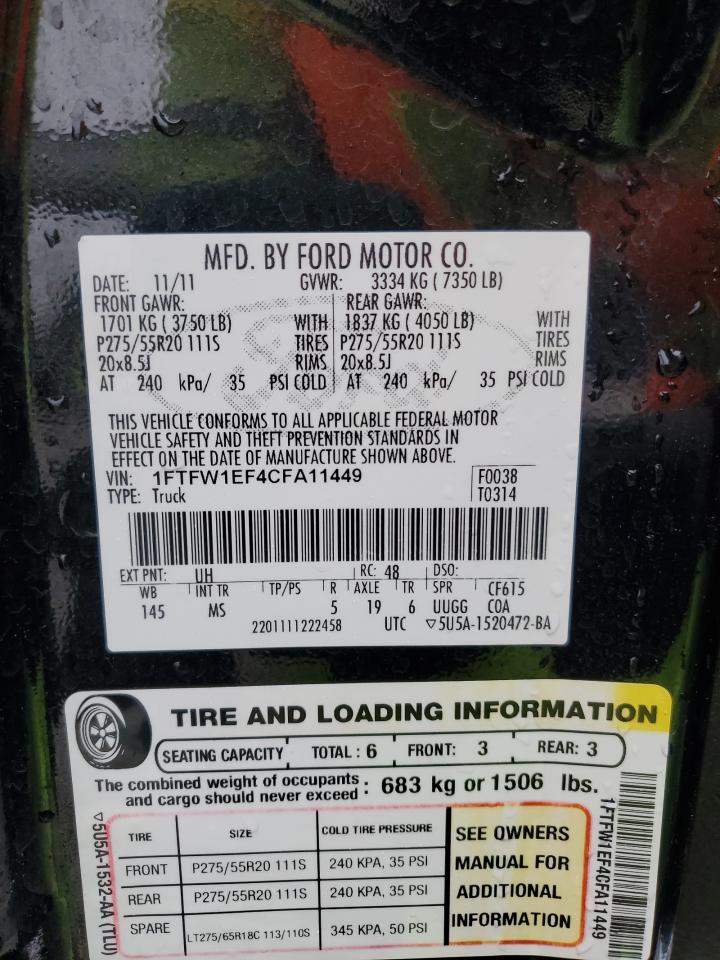 MFD. BY FORD MOTOR CO.
DATE: 11/11 GVWR: 3334 KG ( 7350 LB)
FRONT GAWR: REAR GAWR:
1701 KG ( 3750 LB) WITH 1837 KG ( 4050 LB) WITH
P275/55R20 111S TIRES P275/55R20 111S TIRES
20x8.5J RIMS 20x8.5J RIMS
AT 240 kPa/ 35 PSI COLD AT 240 kPa/ 35 PSI COLD
THIS VEHICLE CONFORMS TO ALL APPLICABLE FEDERAL MOTOR
VEHICLE SAFETY AND THEFT PREVENTION STANDARDS IN
EFFECT ON THE DATE OF MANUFACTURE SHOWN ABOVE.
VIN: 1FTFW1EF4CFA11449 F0038
TYPE: Truck T0314
EXT PNT: UH RC: 48 DSO:
WB INT TR TP/PS R AXLE TR SPR CF615
145 MS 5 19 6 UUGG COA
2201111222458 UTC ▽5U5A-1520472-BA
TIRE AND LOADING INFORMATION
SEATING CAPACITY TOTAL : 6 FRONT: 3 REAR: 3
The combined weight of occupants
and cargo should never exceed : 683 kg or 1506 lbs.
TIRE SIZE COLD TIRE PRESSURE
FRONT P275/55R20 111S 240 KPA, 35 PSI
REAR P275/55R20 111S 240 KPA, 35 PSI
SPARE LT275/65R18C 113/110S 345 KPA, 50 PSI
SEE OWNERS
MANUAL FOR
ADDITIONAL
INFORMATION
▽5U5A-1532-AA (TLU)
1FTFW1EF4CFA11449